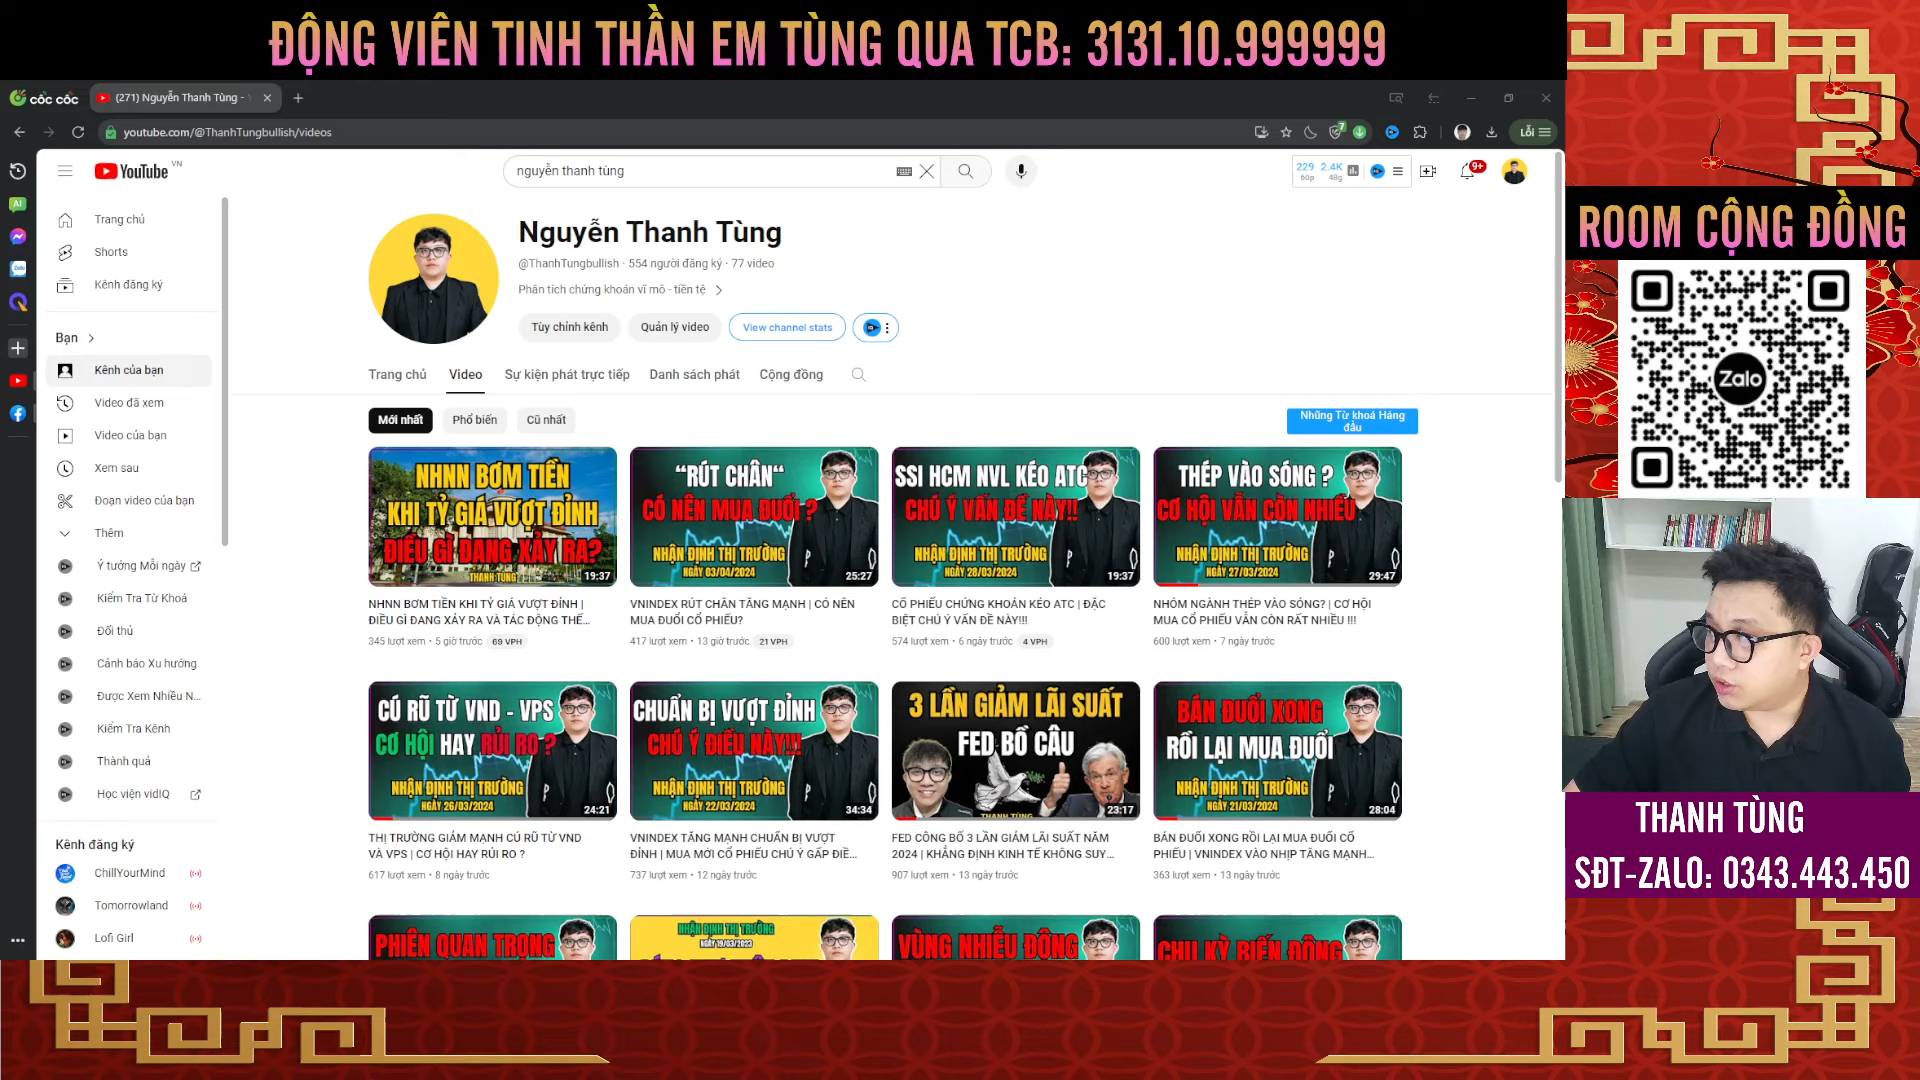 ĐỘNG VIÊN TINH THẦN EM TÙNG QUA TCB: 3131.10.999999
cốc cốc
(271) Nguyễn Thanh Tùng -
youtube.com/@ThanhTungbullish/videos
7
Lỗi
YouTube VN
nguyễn thanh tùng
229 2.4K
60p 48g
9+
AI
Zalo
Trang chủ
Shorts
Kênh đăng ký
Bạn
Kênh của bạn
Video đã xem
Video của bạn
Xem sau
Đoạn video của bạn
Thêm
Ý tưởng Mỗi ngày
Kiểm Tra Từ Khoá
Đối thủ
Cảnh báo Xu hướng
Được Xem Nhiều N...
Kiểm Tra Kênh
Thành quả
Học viện vidIQ
Kênh đăng ký
ChillYourMind
Tomorrowland
Lofi Girl
Nguyễn Thanh Tùng
@ThanhTungbullish · 554 người đăng ký · 77 video
Phân tích chứng khoán vĩ mô - tiền tệ
Tùy chỉnh kênh
Quản lý video
View channel stats
Trang chủ
Video
Sự kiện phát trực tiếp
Danh sách phát
Cộng đồng
Mới nhất
Phổ biến
Cũ nhất
Những Từ khoá Hàng
đầu
NHNN BƠM TIỀN
KHI TỶ GIÁ VƯỢT ĐỈNH
ĐIỀU GÌ ĐANG XẢY RA?
THANH TÙNG
19:37
NHNN BƠM TIỀN KHI TỶ GIÁ VƯỢT ĐỈNH |
ĐIỀU GÌ ĐANG XẢY RA VÀ TÁC ĐỘNG THẾ...
345 lượt xem • 5 giờ trước 69 VPH
“RÚT CHÂN“
CÓ NÊN MUA ĐUỔI ?
NHẬN ĐỊNH THỊ TRƯỜNG
NGÀY 03/04/2024
25:27
VNINDEX RÚT CHÂN TĂNG MẠNH | CÓ NÊN
MUA ĐUỔI CỔ PHIẾU?
417 lượt xem • 13 giờ trước 21 VPH
SSI HCM NVL KÉO ATC
CHÚ Ý VẤN ĐỀ NÀY!!
NHẬN ĐỊNH THỊ TRƯỜNG
NGÀY 28/03/2024
19:37
CỔ PHIẾU CHỨNG KHOÁN KÉO ATC | ĐẶC
BIỆT CHÚ Ý VẤN ĐỀ NÀY!!!
574 lượt xem • 6 ngày trước 4 VPH
THÉP VÀO SÓNG ?
CƠ HỘI VẪN CÒN NHIỀU
NHẬN ĐỊNH THỊ TRƯỜNG
NGÀY 27/03/2024
29:47
NHÓM NGÀNH THÉP VÀO SÓNG? | CƠ HỘI
MUA CỔ PHIẾU VẪN CÒN RẤT NHIỀU !!!
600 lượt xem • 7 ngày trước
CÚ RŨ TỪ VND - VPS
CƠ HỘI HAY RỦI RO ?
NHẬN ĐỊNH THỊ TRƯỜNG
NGÀY 26/03/2024
24:21
THỊ TRƯỜNG GIẢM MẠNH CÚ RŨ TỪ VND
VÀ VPS | CƠ HỘI HAY RỦI RO ?
617 lượt xem • 8 ngày trước
CHUẨN BỊ VƯỢT ĐỈNH
CHÚ Ý ĐIỀU NÀY!!!
NHẬN ĐỊNH THỊ TRƯỜNG
NGÀY 22/03/2024
34:34
VNINDEX TĂNG MẠNH CHUẨN BỊ VƯỢT
ĐỈNH | MUA MỚI CỔ PHIẾU CHÚ Ý GẤP ĐIỀ...
737 lượt xem • 12 ngày trước
3 LẦN GIẢM LÃI SUẤT
FED BỒ CÂU
THANH TÙNG
23:17
FED CÔNG BỐ 3 LẦN GIẢM LÃI SUẤT NĂM
2024 | KHẲNG ĐỊNH KINH TẾ KHÔNG SUY...
907 lượt xem • 13 ngày trước
BÁN ĐUỔI XONG
RỒI LẠI MUA ĐUỔI
NHẬN ĐỊNH THỊ TRƯỜNG
NGÀY 21/03/2024
28:04
BÁN ĐUỔI XONG RỒI LẠI MUA ĐUỔI CỔ
PHIẾU | VNINDEX VÀO NHỊP TĂNG MẠNH...
363 lượt xem • 13 ngày trước
PHIÊN QUAN TRỌNG
NHẬN ĐỊNH THỊ TRƯỜNG
NGÀY 19/03/2023
VÙNG NHIỄU ĐỘNG
CHU KỲ BIẾN ĐỘNG
ROOM CỘNG ĐỒNG
Zalo
THANH TÙNG
SĐT-ZALO: 0343.443.450